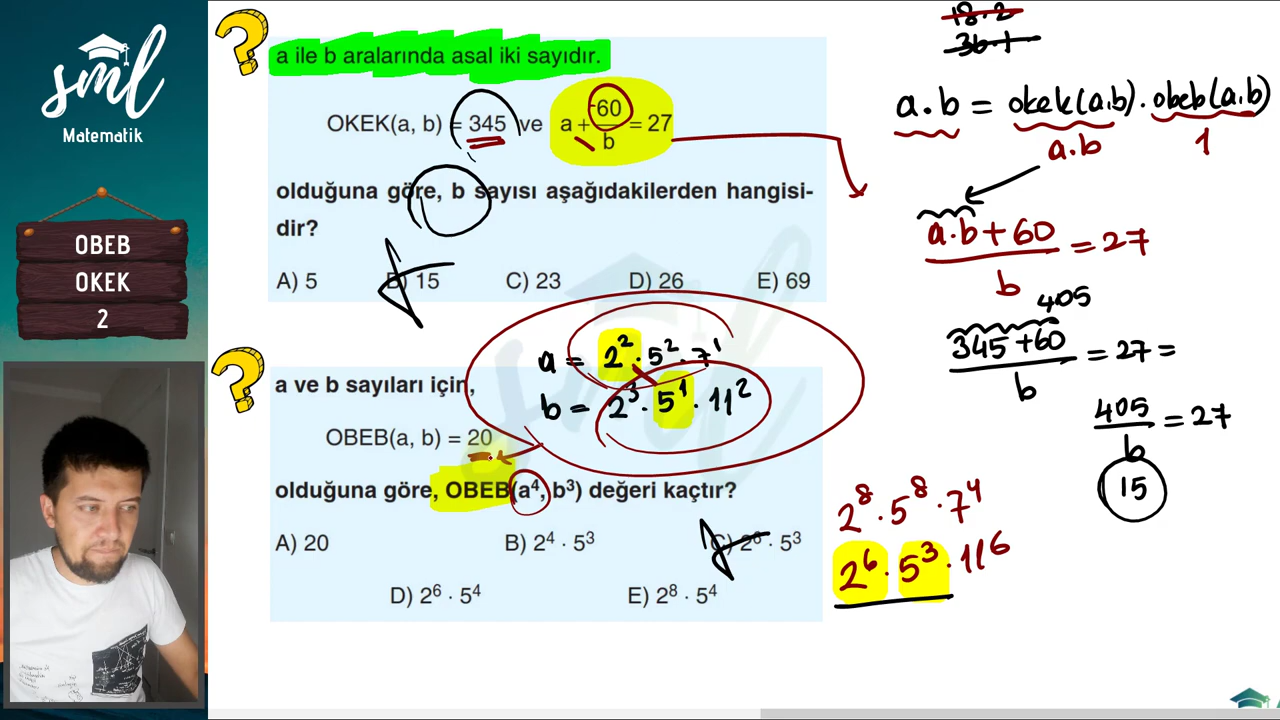 sml
Matematik
OBEB
OKEK
2
a ile b aralarında asal iki sayıdır.
OKEK(a, b) = 345 ve a + 60/b = 27
olduğuna göre, b sayısı aşağıdakilerden hangisi-
dir?
A) 5 B) 15 C) 23 D) 26 E) 69
a = 2² · 5² · 7¹
b = 2³ · 5¹ · 11²
a ve b sayıları için,
OBEB(a, b) = 20
olduğuna göre, OBEB(a⁴, b³) değeri kaçtır?
A) 20 B) 2⁴ · 5³ C) 2⁶ · 5³
D) 2⁶ · 5⁴ E) 2⁸ · 5⁴
18·2
36·1
a.b = okek(a,b) . obeb(a,b)
a.b 1
a.b + 60 / b = 27
405
345 + 60 / b = 27 =
405 / b = 27
15
2⁸ · 5⁸ · 7⁴
2⁶ · 5³ · 11⁶